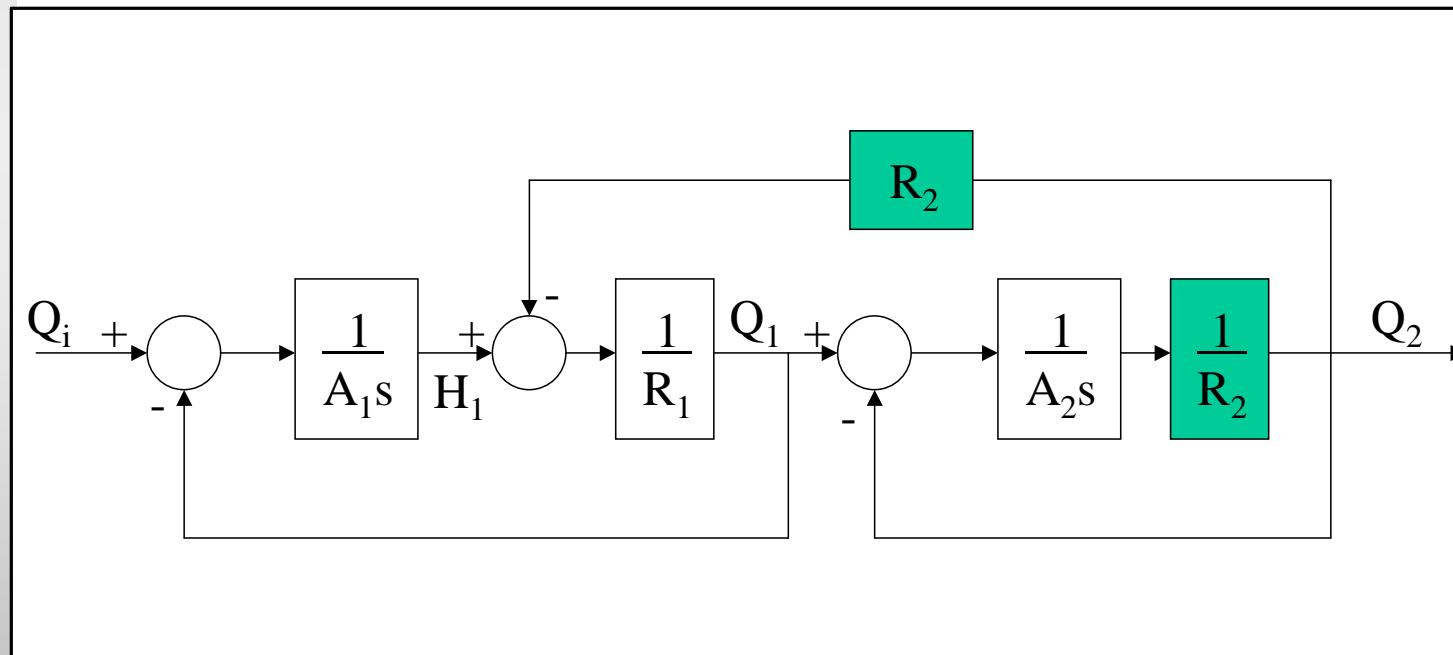 R₂
-
Qᵢ
+
1
A₁s
+
H₁
1
R₁
Q₁
+
1
A₂s
1
R₂
Q₂
-
-